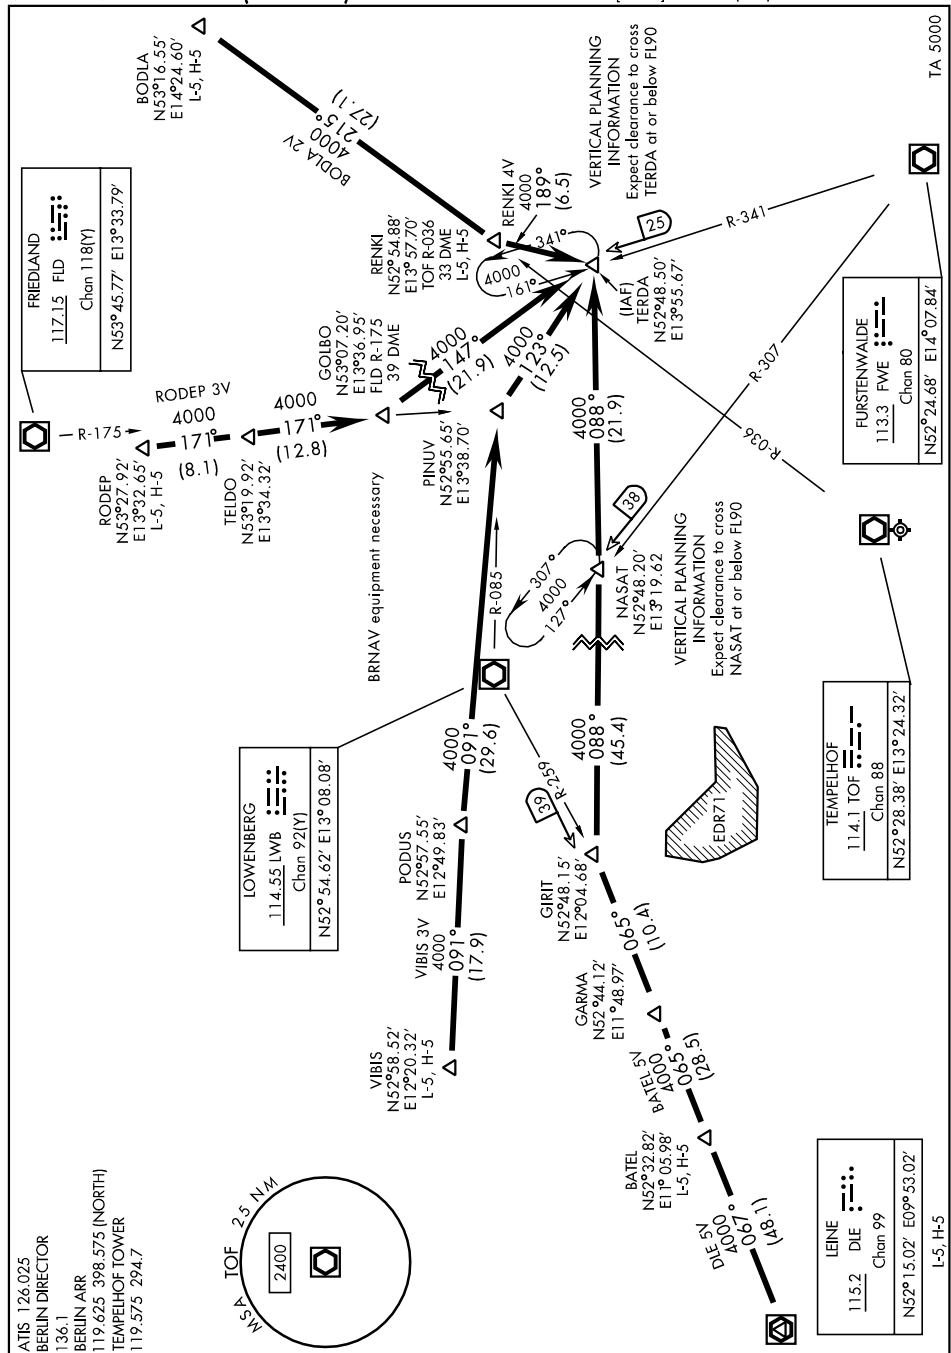 ATIS 126.025
BERLIN DIRECTOR
136.1
BERLIN ARR
119.625 398.575 (NORTH)
TEMPELHOF TOWER
119.575 294.7
MSA TOF 25 NM
2400
LEINE
115.2 DLE
Chan 99
N52°15.02' E09°53.02'
L-5, H-5
DLE 5V
4000
067°
(48.1)
BATEL
N52°32.82'
E11°05.98'
L-5, H-5
BATEL 5V
4000
065°
(28.5)
GARMA
N52°44.12'
E11°48.97'
065°
(10.4)
GIRIT
N52°48.15'
E12°04.68'
39
R-259
4000
088°
(45.4)
EDR71
VIBIS
N52°58.52'
E12°20.32'
L-5, H-5
VIBIS 3V
4000
091°
(17.9)
PODUS
N52°57.55'
E12°49.83'
4000
091°
(29.6)
LOWENBERG
114.55 LWB
Chan 92(Y)
N52°54.62' E13°08.08'
R-085
BRNAV equipment necessary
TEMPELHOF
114.1 TOF
Chan 88
N52°28.38' E13°24.32'
NASAT
N52°48.20'
E13°19.62
VERTICAL PLANNING
INFORMATION
Expect clearance to cross
NASAT at or below FL90
307°
4000
127°
38
4000
088°
(21.9)
PINUV
N52°55.65'
E13°38.70'
4000
123°
(12.5)
FRIEDLAND
117.15 FLD
Chan 118(Y)
N53°45.77' E13°33.79'
R-175
RODEP
N53°27.92'
E13°32.65'
L-5, H-5
RODEP 3V
4000
171°
(8.1)
TELDO
N53°19.92'
E13°34.32'
4000
171°
(12.8)
GOLBO
N53°07.20'
E13°36.95'
FLD R-175
39 DME
4000
147°
(21.9)
BODLA
N53°16.55'
E14°24.60'
L-5, H-5
BODLA 2V
4000
215°
(27.1)
RENKI
N52°54.88'
E13°57.70'
TOF R-036
33 DME
L-5, H-5
RENKI 4V
4000
189°
(6.5)
341°
4000
161°
(IAF)
TERDA
N52°48.50'
E13°55.67'
25
VERTICAL PLANNING
INFORMATION
Expect clearance to cross
TERDA at or below FL90
R-341
R-307
R-036
FURSTENWALDE
113.3 FWE
Chan 80
N52°24.68' E14°07.84'
TA 5000